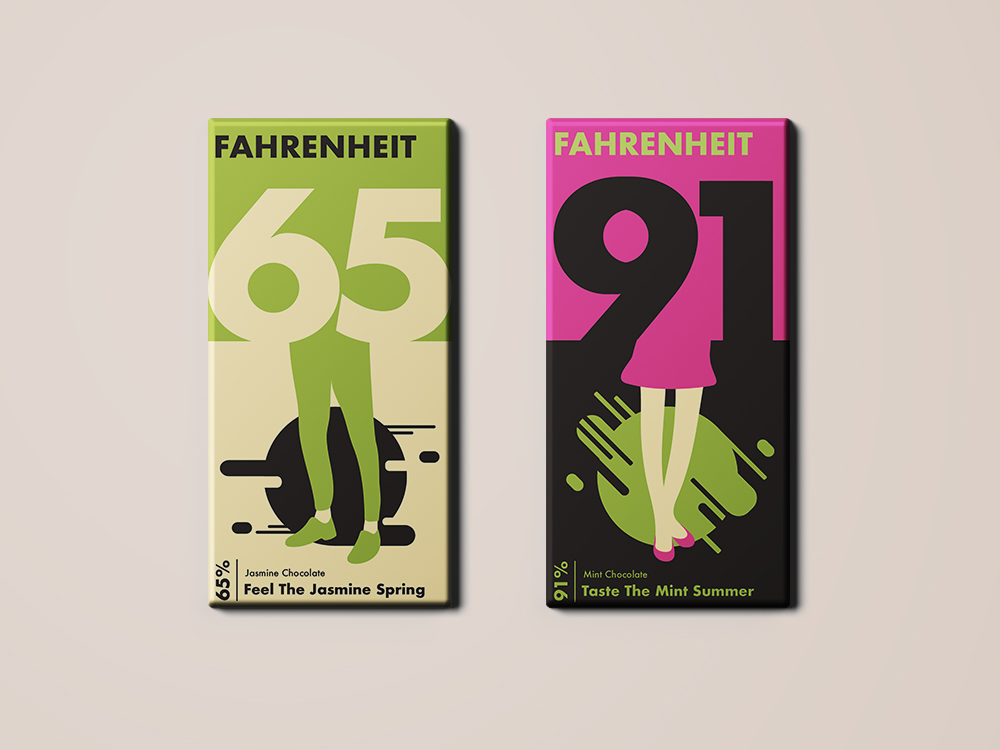 FAHRENHEIT
65
65%
Jasmine Chocolate
Feel The Jasmine Spring
FAHRENHEIT
91
91%
Mint Chocolate
Taste The Mint Summer